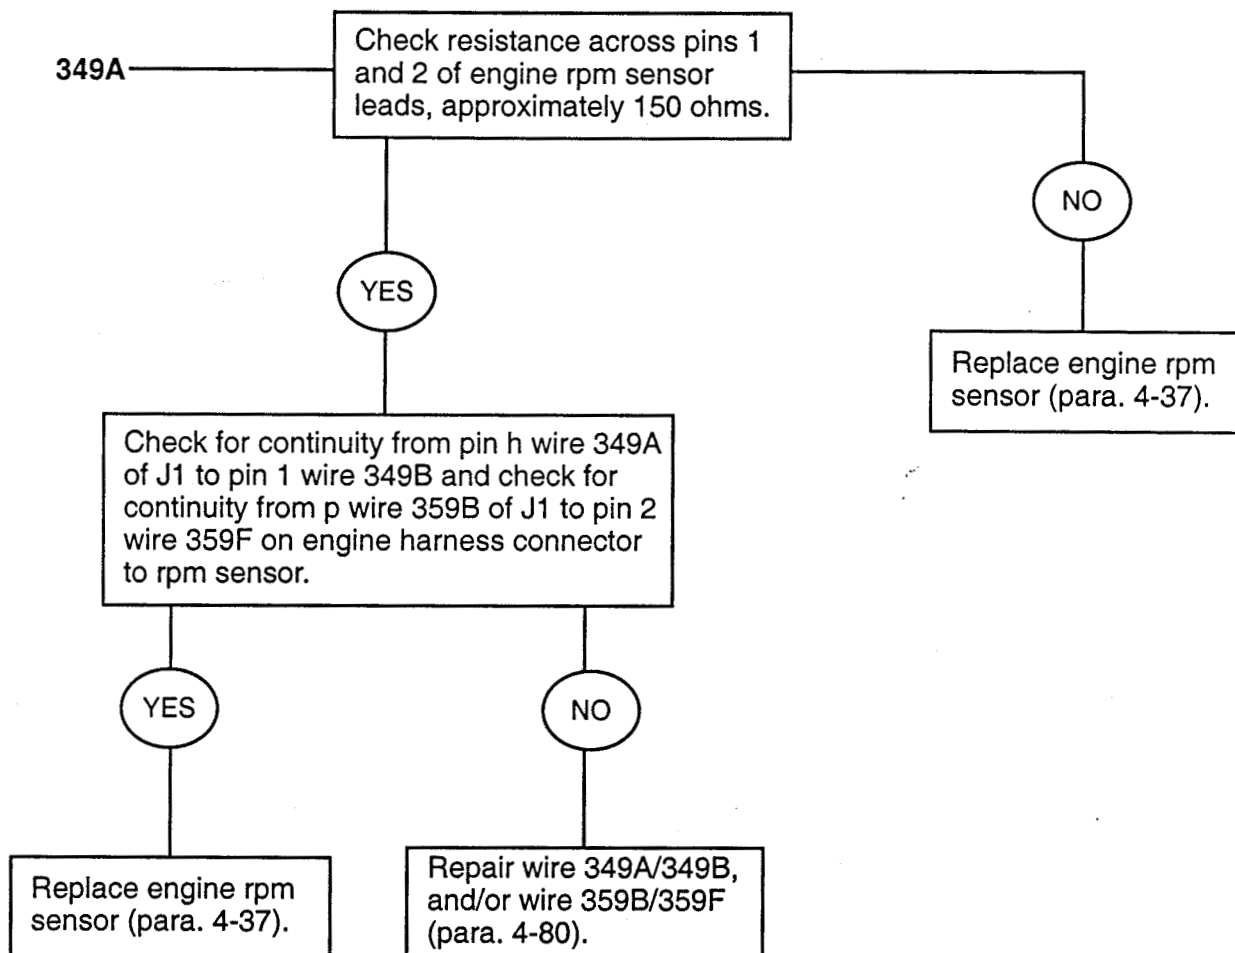 349A
Check resistance across pins 1
and 2 of engine rpm sensor
leads, approximately 150 ohms.
NO
YES
Replace engine rpm
sensor (para. 4-37).
Check for continuity from pin h wire 349A
of J1 to pin 1 wire 349B and check for
continuity from p wire 359B of J1 to pin 2
wire 359F on engine harness connector
to rpm sensor.
YES
NO
Replace engine rpm
sensor (para. 4-37).
Repair wire 349A/349B,
and/or wire 359B/359F
(para. 4-80).